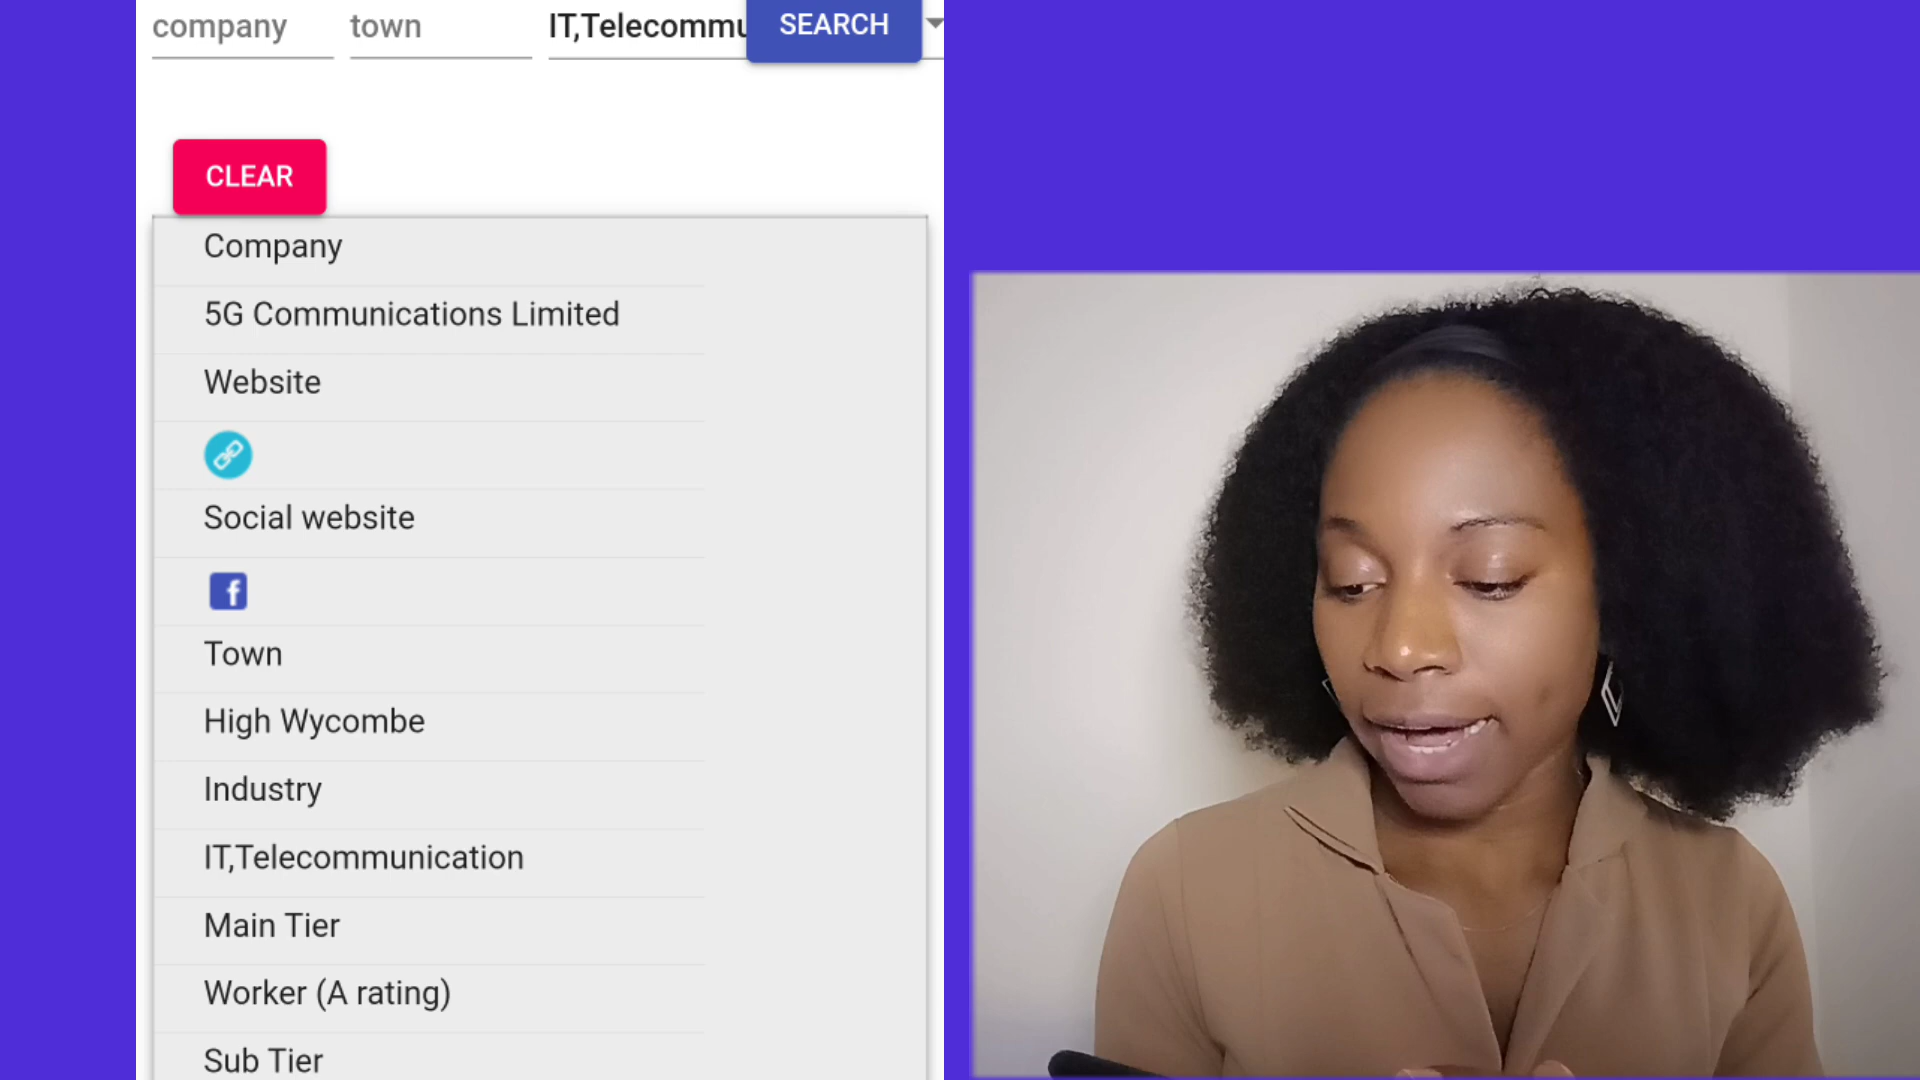 company town IT,Telecommu SEARCH
CLEAR
Company
5G Communications Limited
Website
Social website
f
Town
High Wycombe
Industry
IT,Telecommunication
Main Tier
Worker (A rating)
Sub Tier